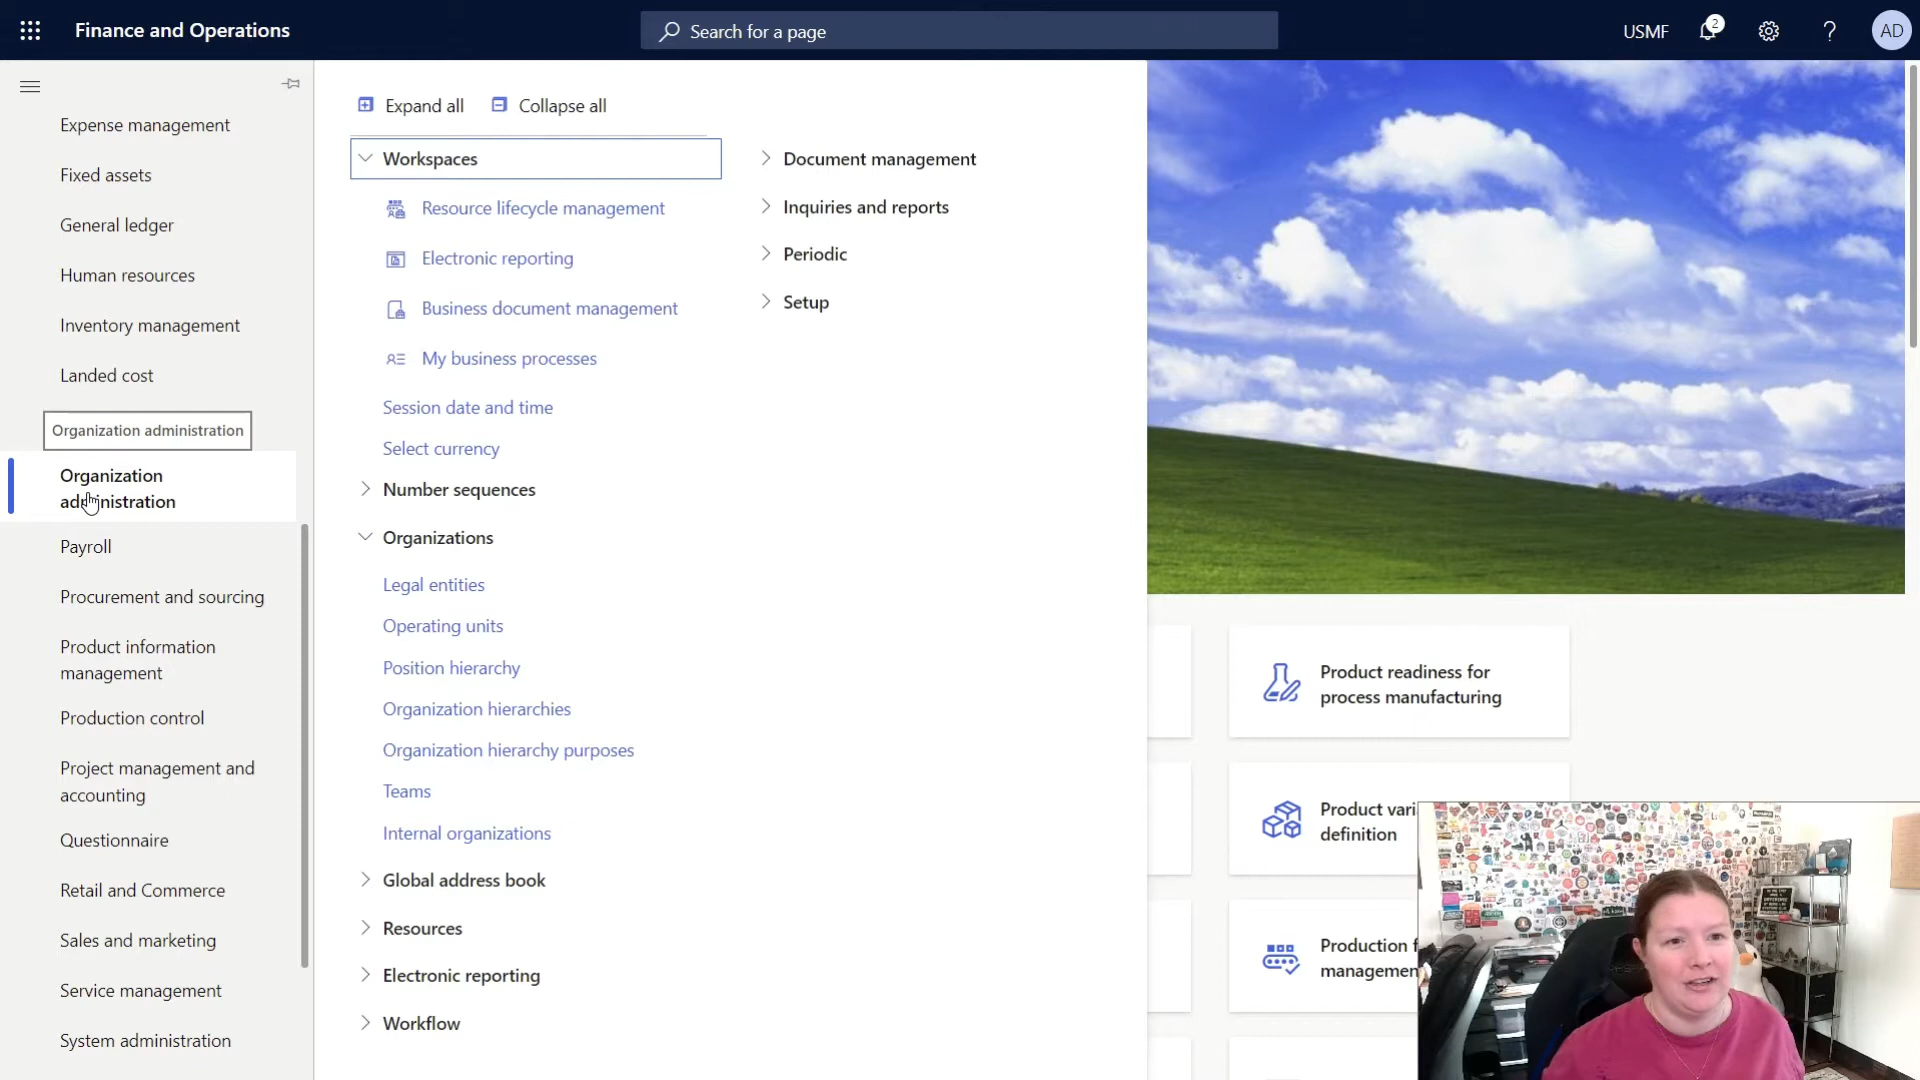 Finance and Operations
Search for a page
USMF
2
?
AD
Expense management
Fixed assets
General ledger
Human resources
Inventory management
Landed cost
Organization administration
Organization
administration
Payroll
Procurement and sourcing
Product information
management
Production control
Project management and
accounting
Questionnaire
Retail and Commerce
Sales and marketing
Service management
System administration
Expand all
Collapse all
Workspaces
Resource lifecycle management
Electronic reporting
Business document management
My business processes
Session date and time
Select currency
Number sequences
Organizations
Legal entities
Operating units
Position hierarchy
Organization hierarchies
Organization hierarchy purposes
Teams
Internal organizations
Global address book
Resources
Electronic reporting
Workflow
Document management
Inquiries and reports
Periodic
Setup
Product readiness for
process manufacturing
Product vari
definition
Production f
managemen